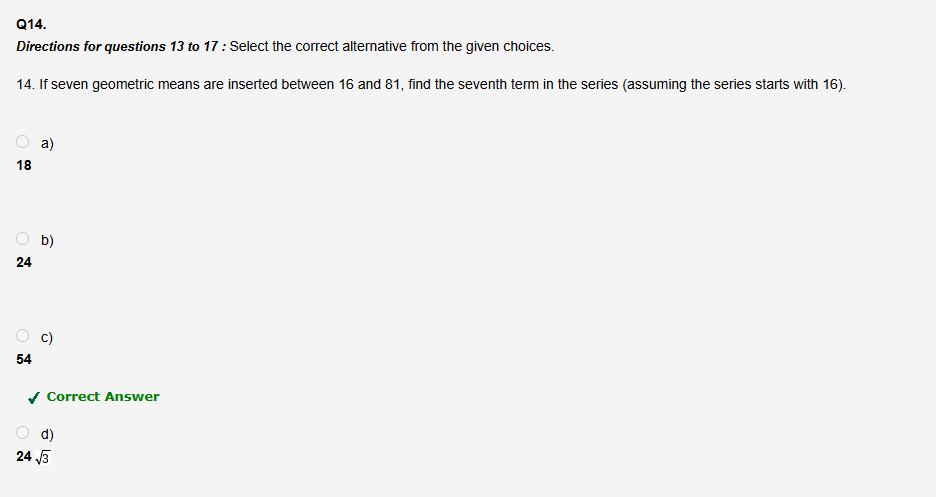 Q14.
Directions for questions 13 to 17 : Select the correct alternative from the given choices.
14. If seven geometric means are inserted between 16 and 81, find the seventh term in the series (assuming the series starts with 16).
a)
18
b)
24
c)
54
✓ Correct Answer
d)
24 √3